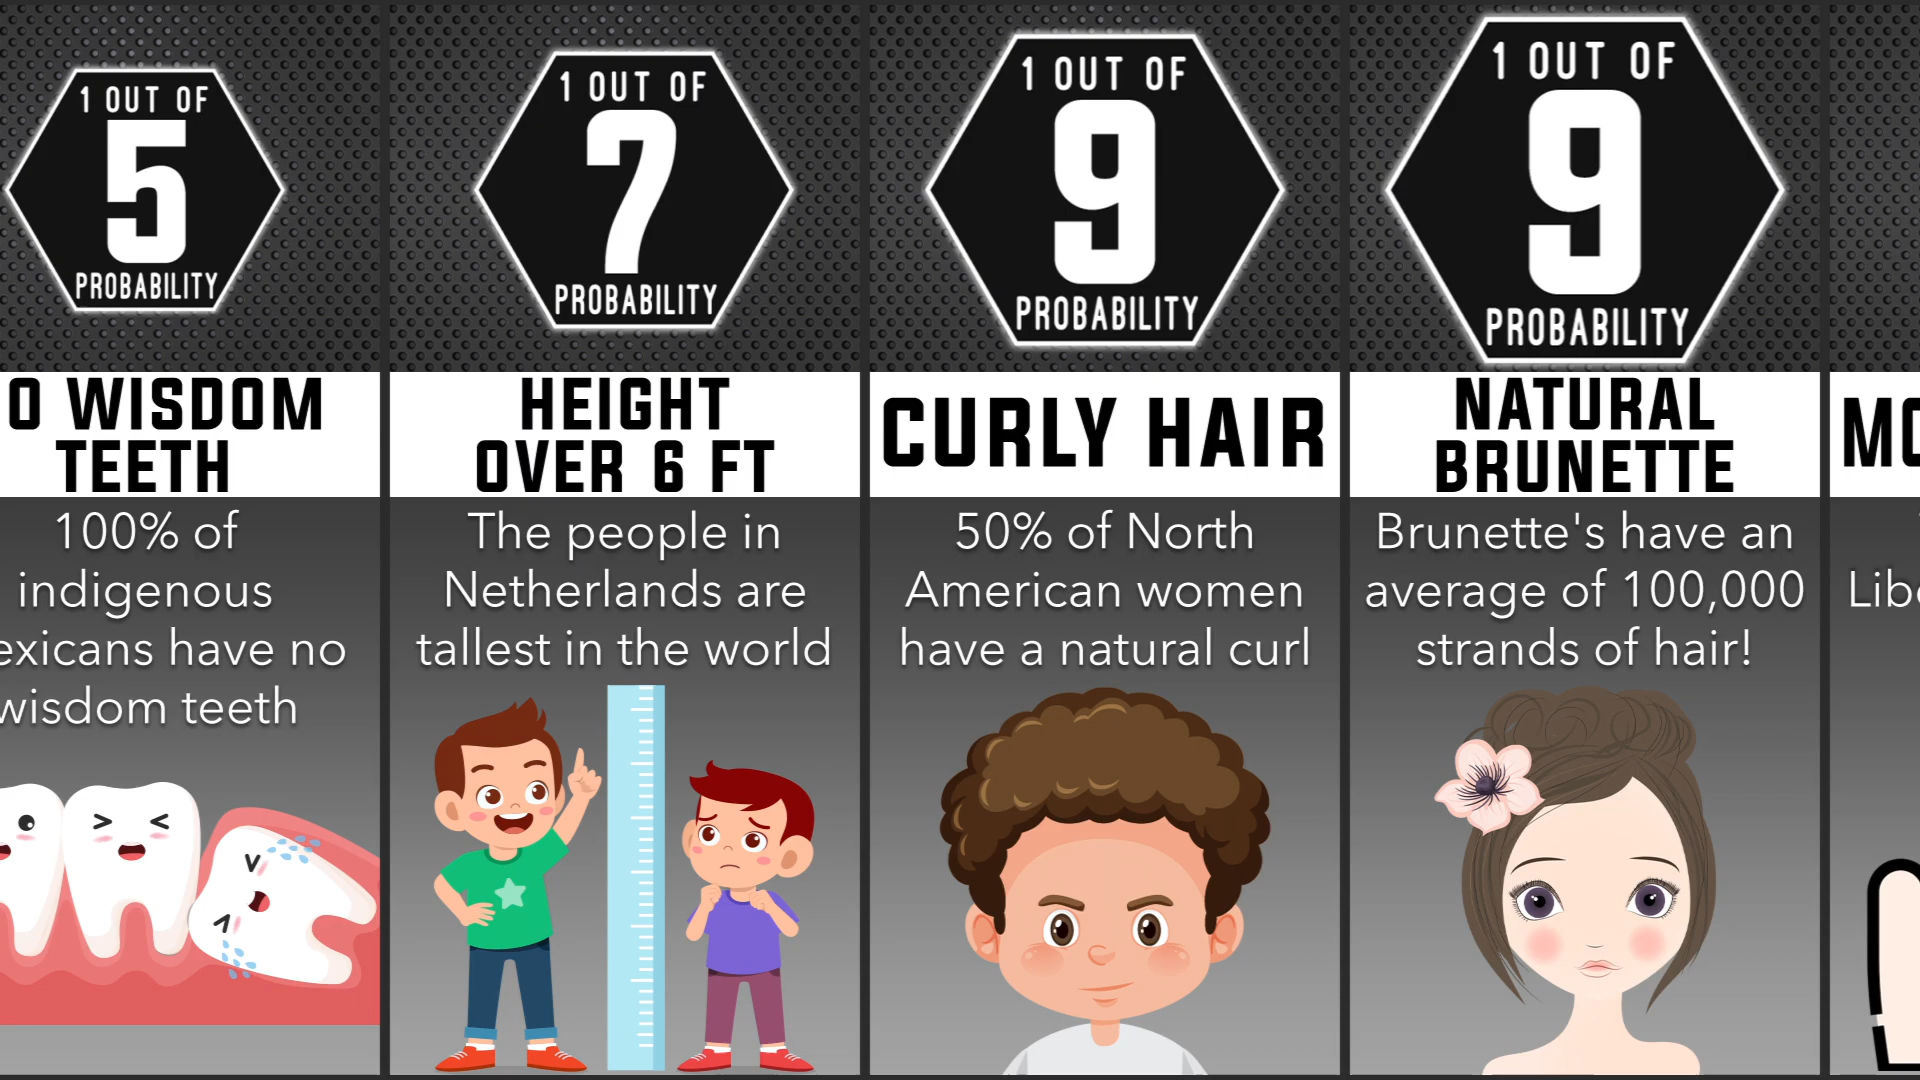 1 OUT OF
5
PROBABILITY
O WISDOM
TEETH
100% of
indigenous
exicans have no
wisdom teeth
1 OUT OF
7
PROBABILITY
HEIGHT
OVER 6 FT
The people in
Netherlands are
tallest in the world
1 OUT OF
9
PROBABILITY
CURLY HAIR
50% of North
American women
have a natural curl
1 OUT OF
9
PROBABILITY
NATURAL
BRUNETTE
Brunette's have an
average of 100,000
strands of hair!